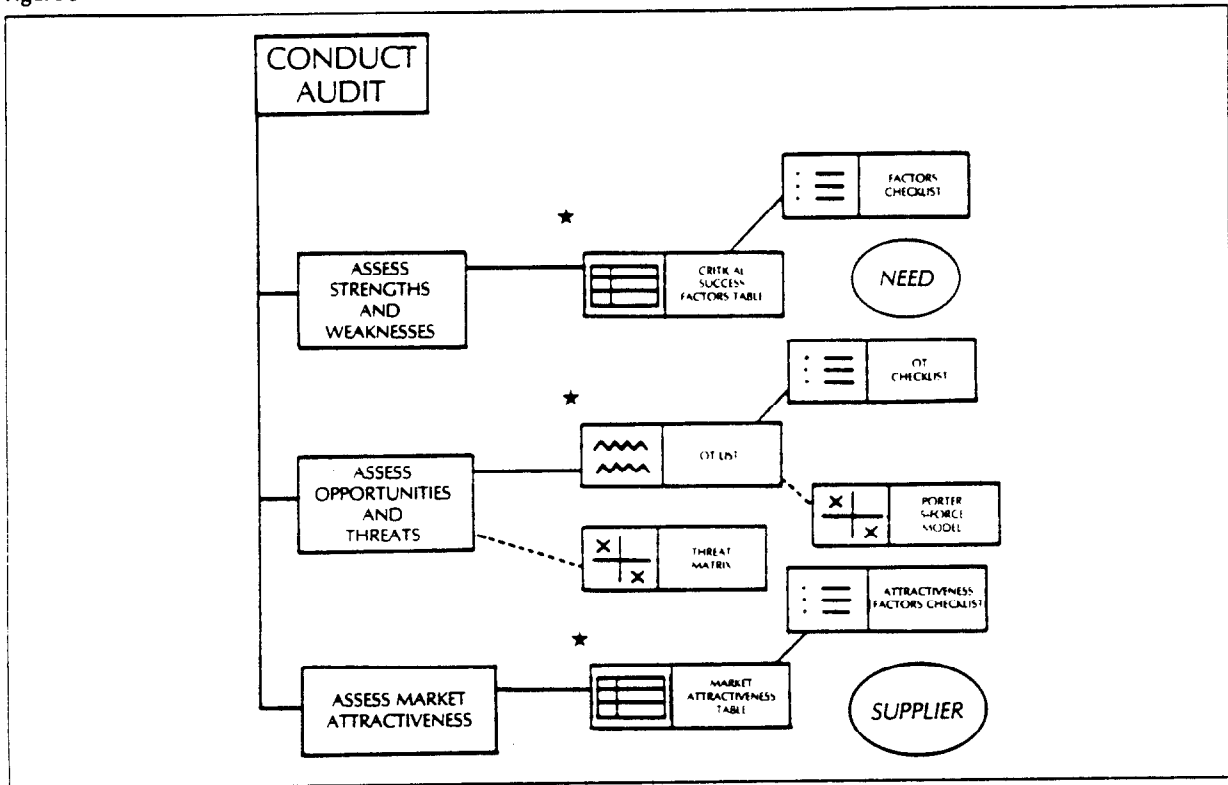 CONDUCT
AUDIT
FACTORS
CHECKLIST
ASSESS
STRENGTHS
AND
WEAKNESSES
CRITICAL
SUCCESS
FACTORS TABLE
NEED
OT
CHECKLIST
ASSESS
OPPORTUNITIES
AND
THREATS
OT LIST
PORTER
5-FORCE
MODEL
THREAT
MATRIX
ATTRACTIVENESS
FACTORS CHECKLIST
ASSESS MARKET
ATTRACTIVENESS
MARKET
ATTRACTIVENESS
TABLE
SUPPLIER